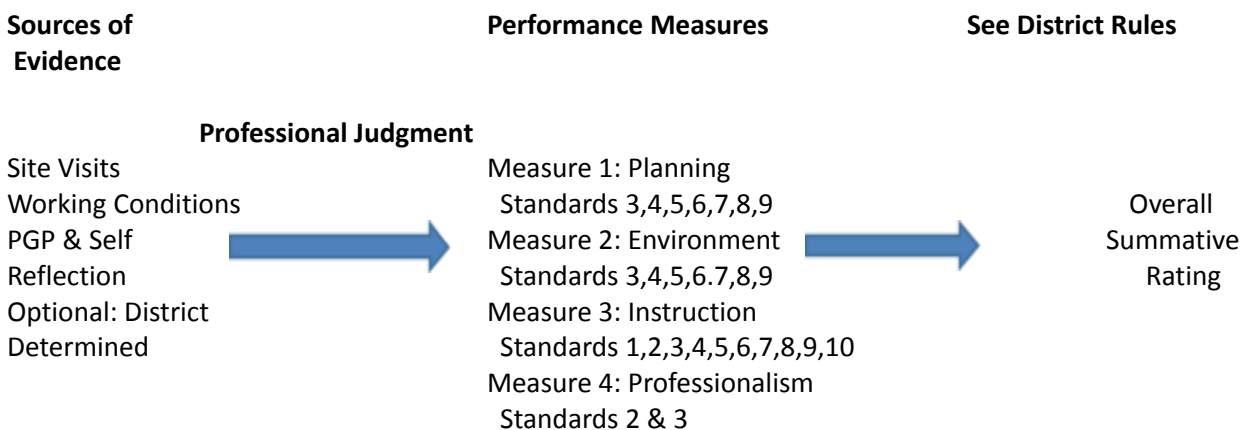 Sources of
Evidence
Performance Measures
See District Rules
Professional Judgment
Site Visits
Working Conditions
PGP & Self
Reflection
Optional: District
Determined
Measure 1: Planning
Standards 3,4,5,6,7,8,9
Measure 2: Environment
Standards 3,4,5,6.7,8,9
Measure 3: Instruction
Standards 1,2,3,4,5,6,7,8,9,10
Measure 4: Professionalism
Standards 2 & 3
Overall
Summative
Rating